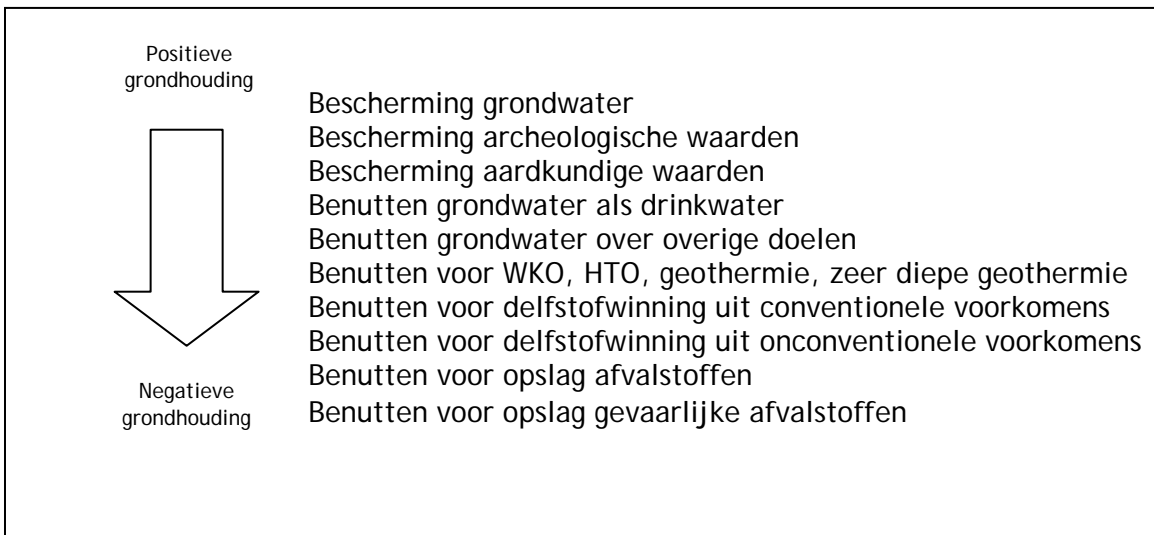 Positieve
grondhouding
Bescherming grondwater
Bescherming archeologische waarden
Bescherming aardkundige waarden
Benutten grondwater als drinkwater
Benutten grondwater over overige doelen
Benutten voor WKO, HTO, geothermie, zeer diepe geothermie
Benutten voor delfstofwinning uit conventionele voorkomens
Benutten voor delfstofwinning uit onconventionele voorkomens
Benutten voor opslag afvalstoffen
Benutten voor opslag gevaarlijke afvalstoffen
Negatieve
grondhouding